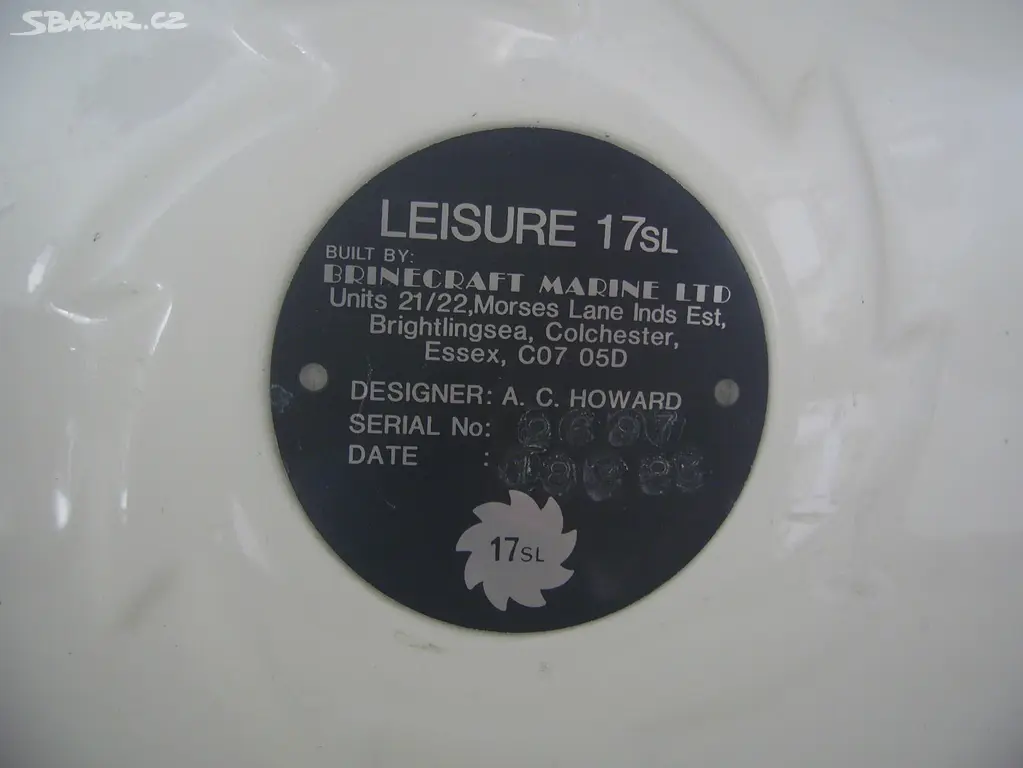 SBAZAR.CZ
LEISURE 17SL
BUILT BY:
BRINECRAFT MARINE LTD
Units 21/22,Morses Lane Inds Est,
Brightlingsea, Colchester,
Essex, C07 05D
DESIGNER: A. C. HOWARD
SERIAL No:
DATE :
17SL